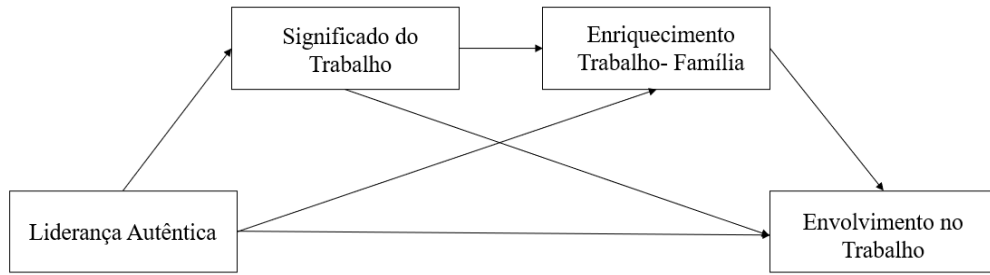 Significado do
Trabalho
Enriquecimento
Trabalho- Família
Liderança Autêntica
Envolvimento no
Trabalho